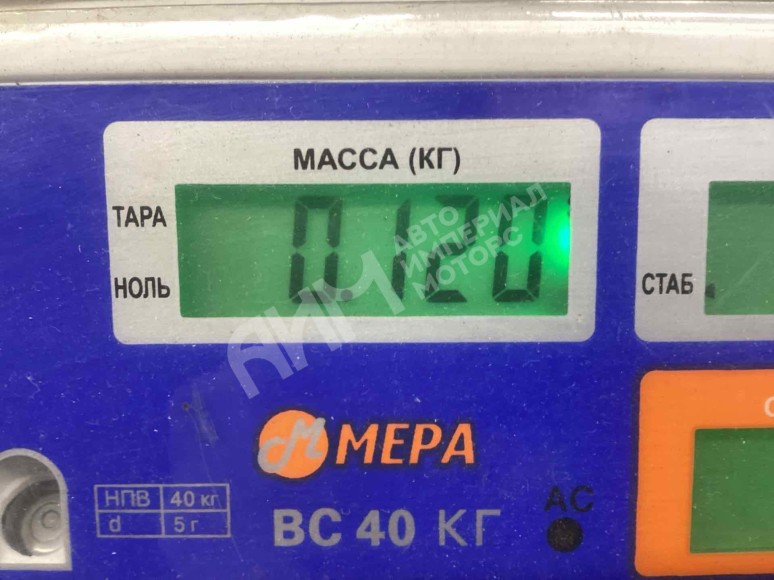 МАССА (КГ)
ТАРА
0.120
НОЛЬ
СТАБ
АВТО
ИМПЕРИАЛ
МОТОРС
АИМ
МЕРА
НПВ 40 кг
d 5 г
ВС 40 КГ
AC